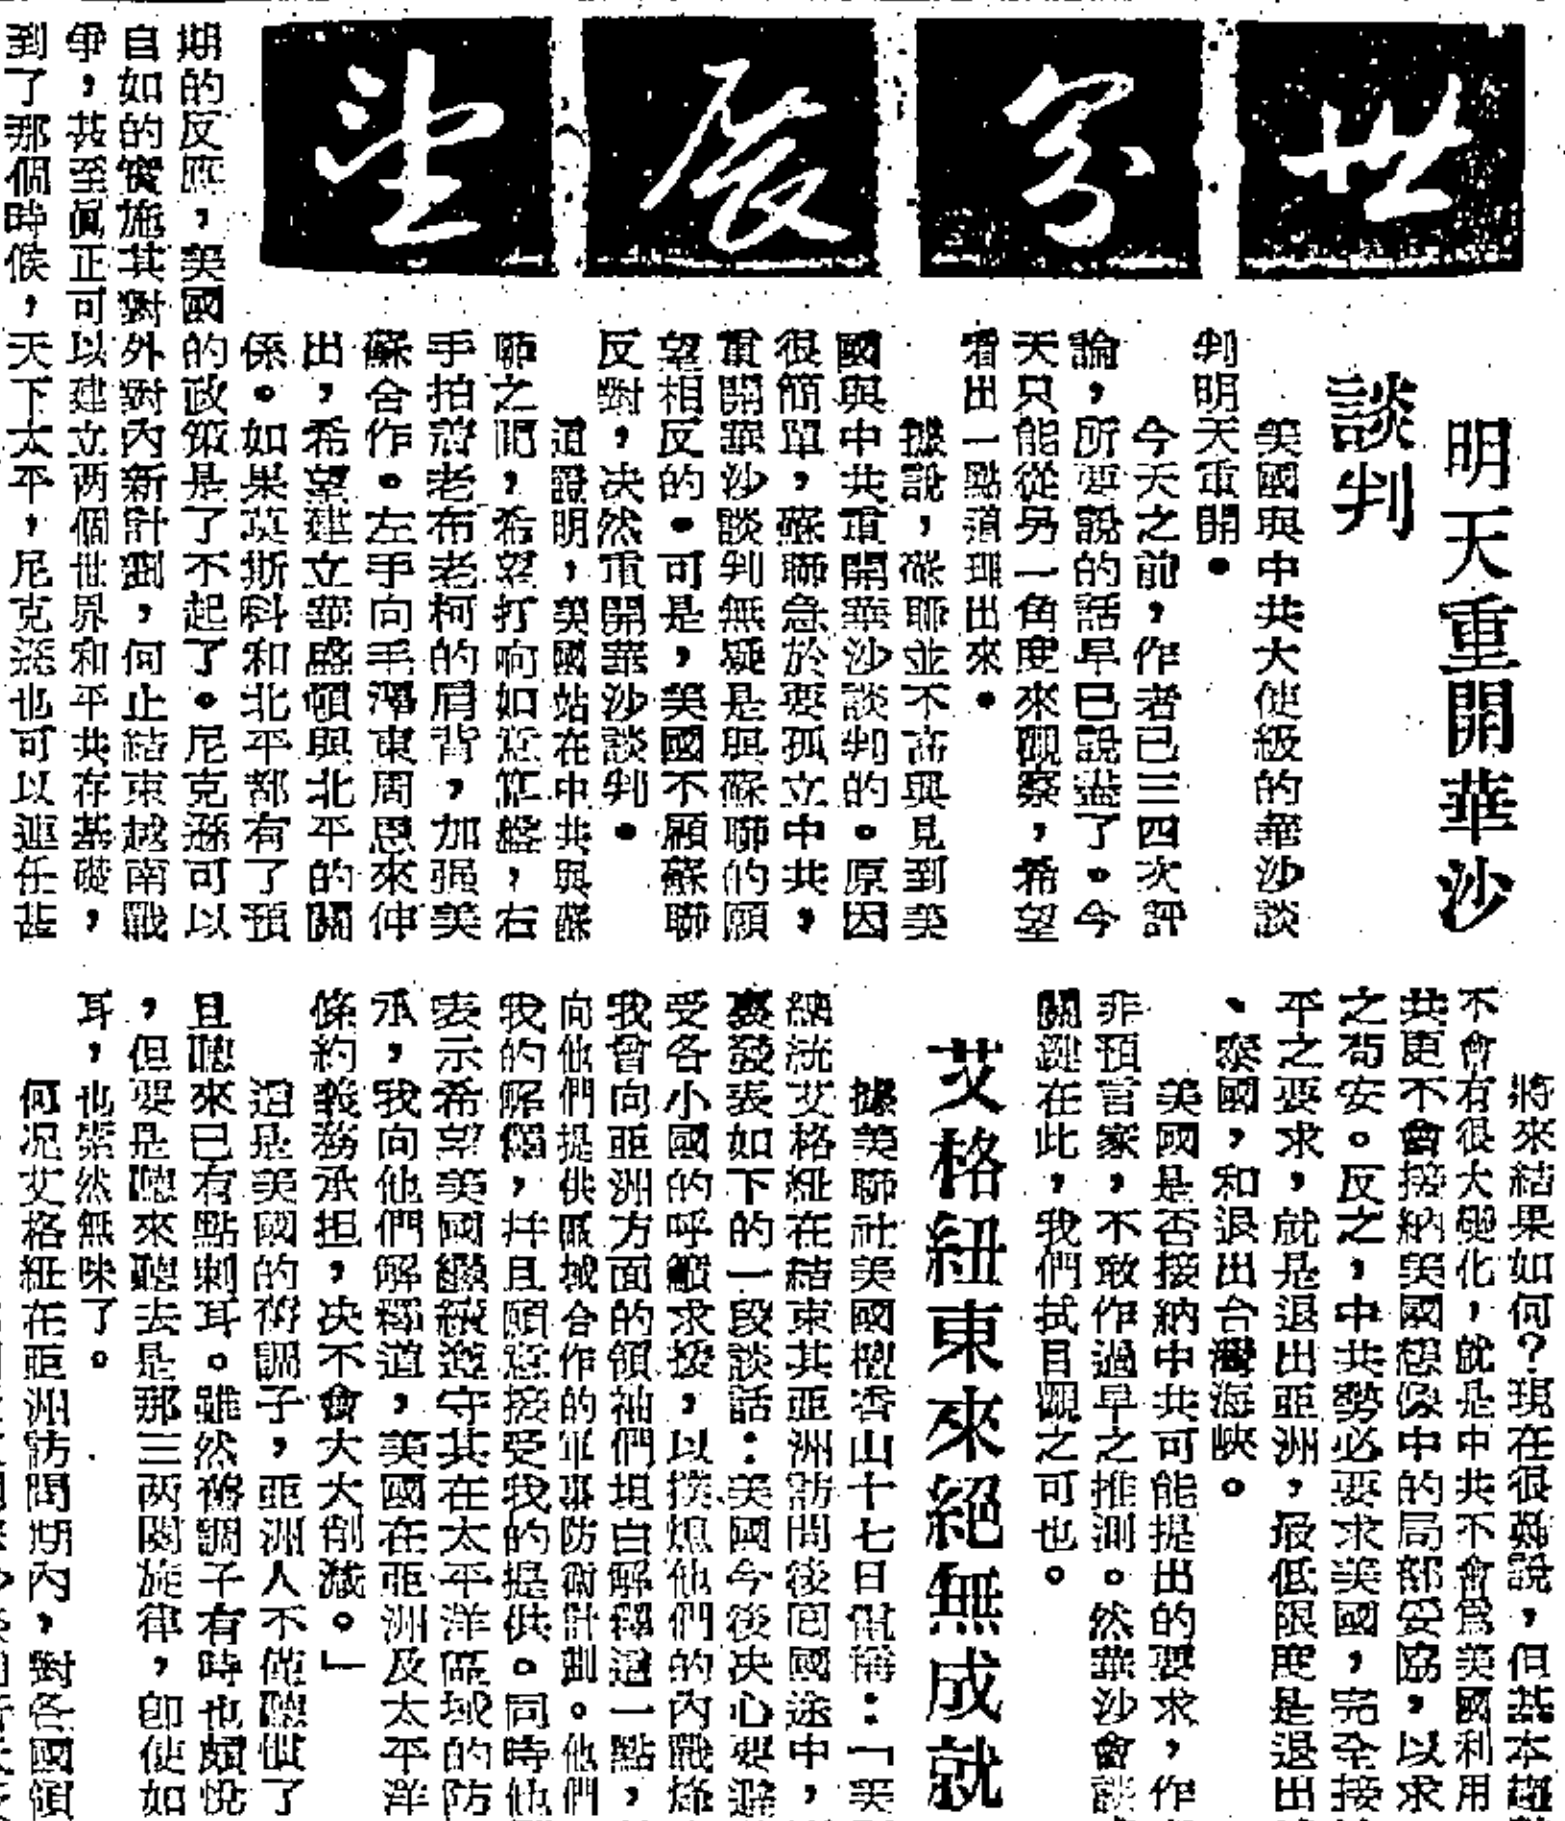 世界展望
明天重開華沙
談判
美國與中共大使級的華沙談
判明天重開。
今天之前，作者已三四次評
論，所要說的話早已說盡了。今
天只能從另一角度來觀察，希望
看出一點道理出來。
據說，蘇聯並不高興見到美
國與中共重開華沙談判的。原因
很簡單，蘇聯急於要孤立中共，
重開華沙談判無疑是與蘇聯的願
望相反的。可是，美國不顧蘇聯
反對，决然重開華沙談判。
這證明，美國站在中共與蘇
聯之間，希望打响如意算盤，右
手拍蕭老布老柯的肩背，加强美
蘇合作。左手向毛澤東周恩來伸
出，希望建立華盛頓與北平的關
係。如果莫斯科和北平都有了預
期的反應，美國的政策是了不起了。尼克遜可以
自如的實施其對外對內新計劃，何止結束越南戰
爭，甚至眞正可以建立两個世界和平共存基礎，
到了那個時候，天下太平，尼克遜也可以連任甚
將來結果如何？現在很難說，但基本趨
不會有很大變化，就是中共不會爲美國利用
共更不會接納美國想像中的局部妥協，以求
之苟安。反之，中共勢必要求美國，完全接
平之要求，就是退出亞洲，最低限度是退出
、泰國，和退出台灣海峽。
美國是否接納中共可能提出的要求，作
非預言家，不敢作過早之推測。然華沙會談
關鍵在此，我們拭目觀之可也。
艾格紐東來絕無成就
據美聯社美國檀香山十七日電稱：「美
總統艾格紐在結束其亞洲訪問後回國途中，
裏發表如下的一段談話：美國今後决心要避
受各小國的呼籲求援，以撲熄他們的內戰烽
我曾向亞洲方面的領袖們坦白解釋這一點，
向他們提供區域合作的軍事防衛計劃。他們
我的解釋，并且願意接受我的提供。同時他
表示希望美國繼續遵守其在太平洋區域的防
承，我向他們解釋道，美國在亞洲及太平洋
條約義務承担，决不會大大削減。」
這是美國的舊調子，亞洲人不僅聽慣了
且聽來已有點刺耳。雖然舊調子有時也頗悅
，但要是聽來聽去是那三两闋旋律，卽使如
耳，也索然無味了。
何况艾格紐在亞洲訪問期內，對各國領